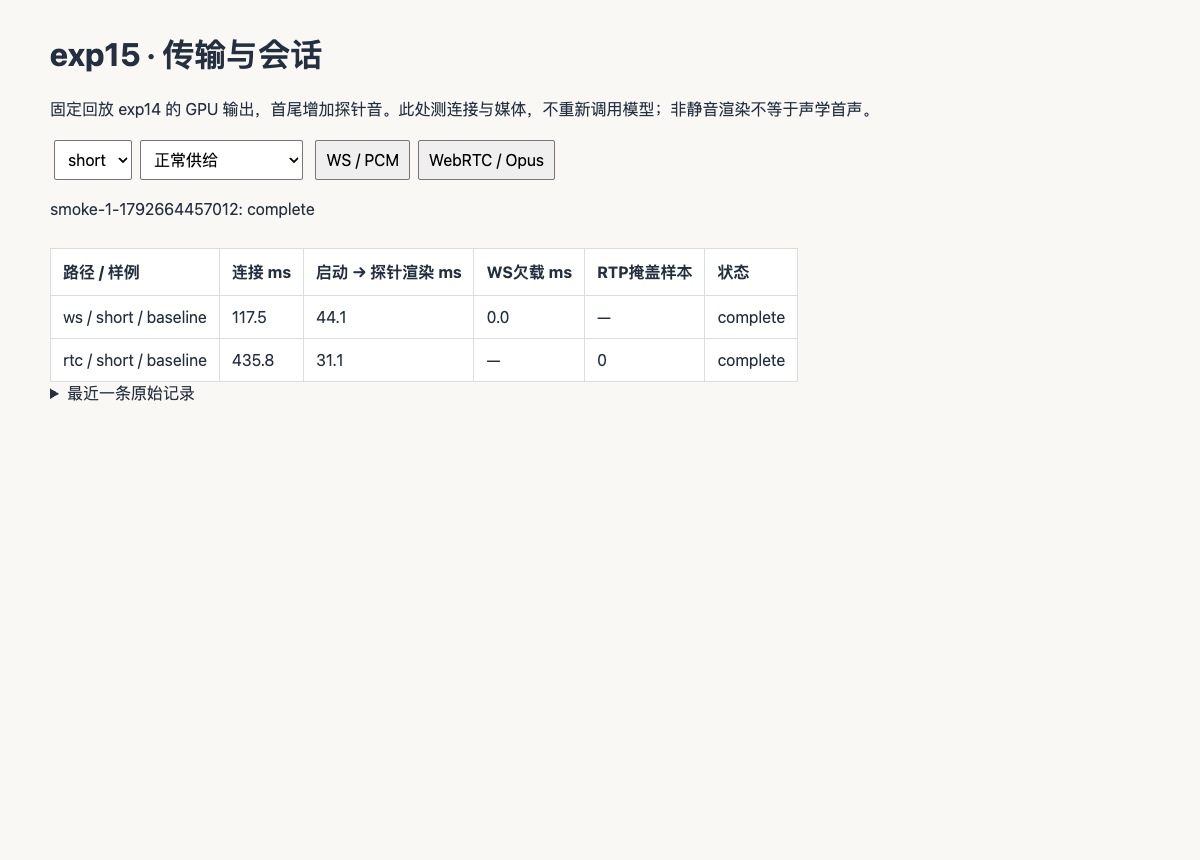 exp15 · 传输与会话
固定回放 exp14 的 GPU 输出，首尾增加探针音。此处测连接与媒体，不重新调用模型；非静音渲染不等于声学首声。
short 正常供给 WS / PCM WebRTC / Opus
smoke-1-1792664457012: complete
路径 / 样例 连接 ms 启动 → 探针渲染 ms WS欠载 ms RTP掩盖样本 状态
ws / short / baseline 117.5 44.1 0.0 — complete
rtc / short / baseline 435.8 31.1 — 0 complete
最近一条原始记录